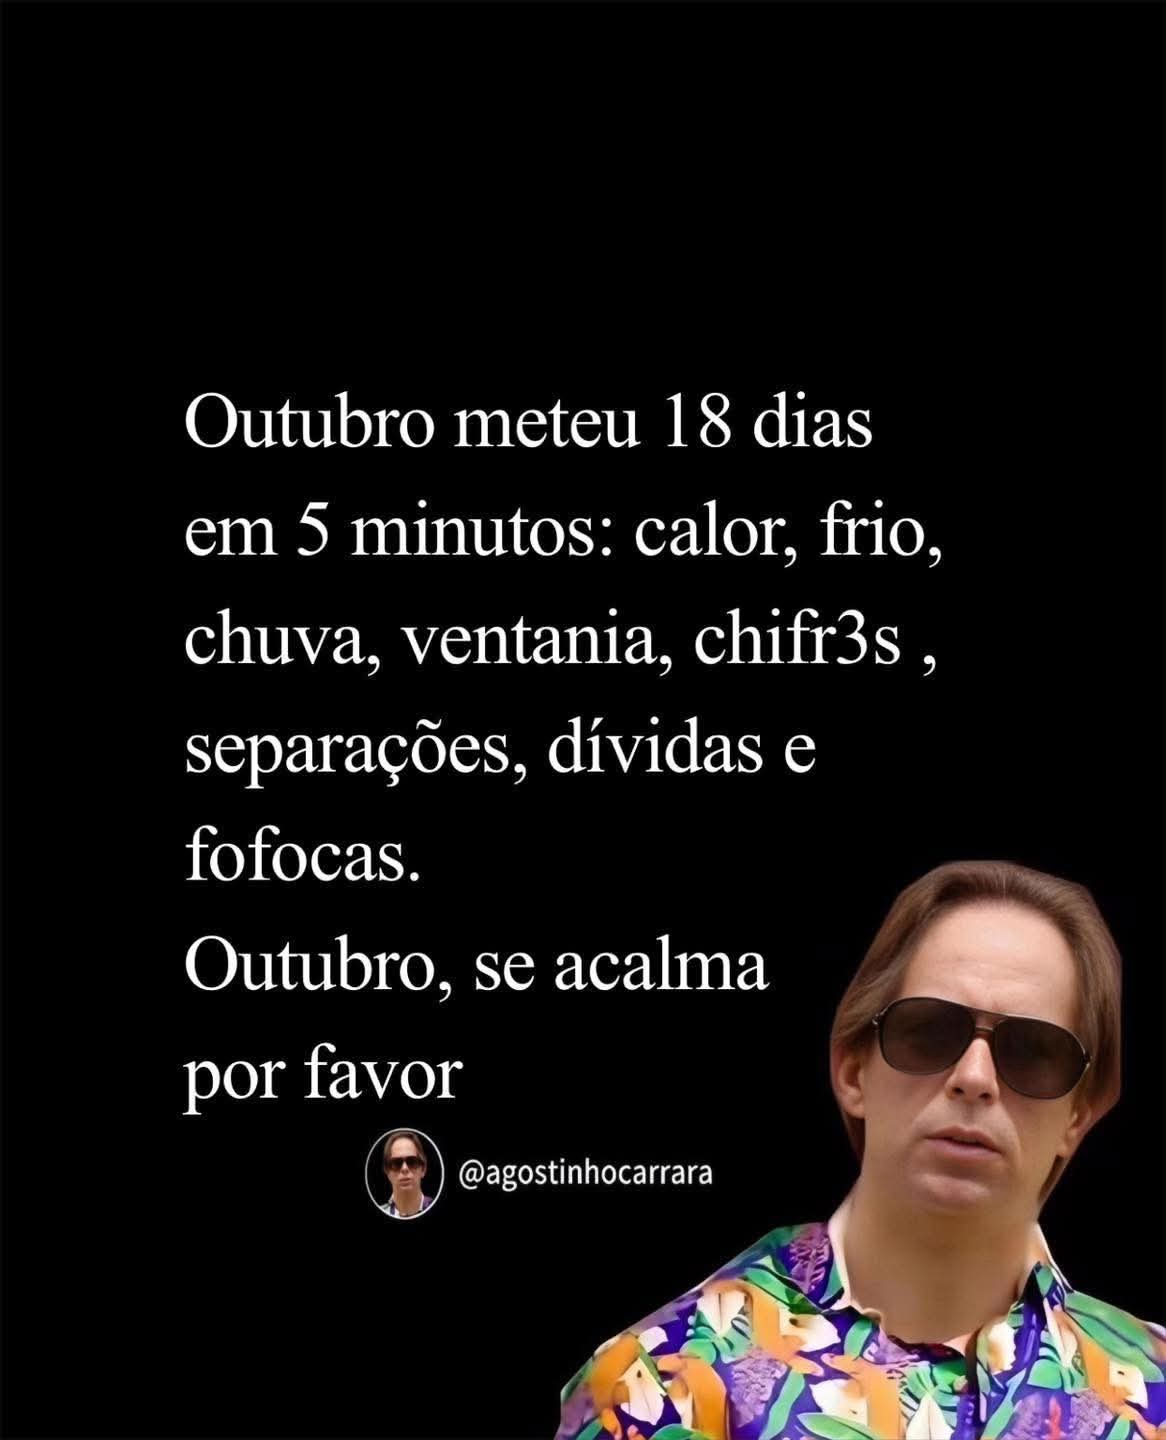 Outubro meteu 18 dias
em 5 minutos: calor, frio,
chuva, ventania, chifr3s ,
separações, dívidas e
fofocas.
Outubro, se acalma
por favor
@agostinhocarrara